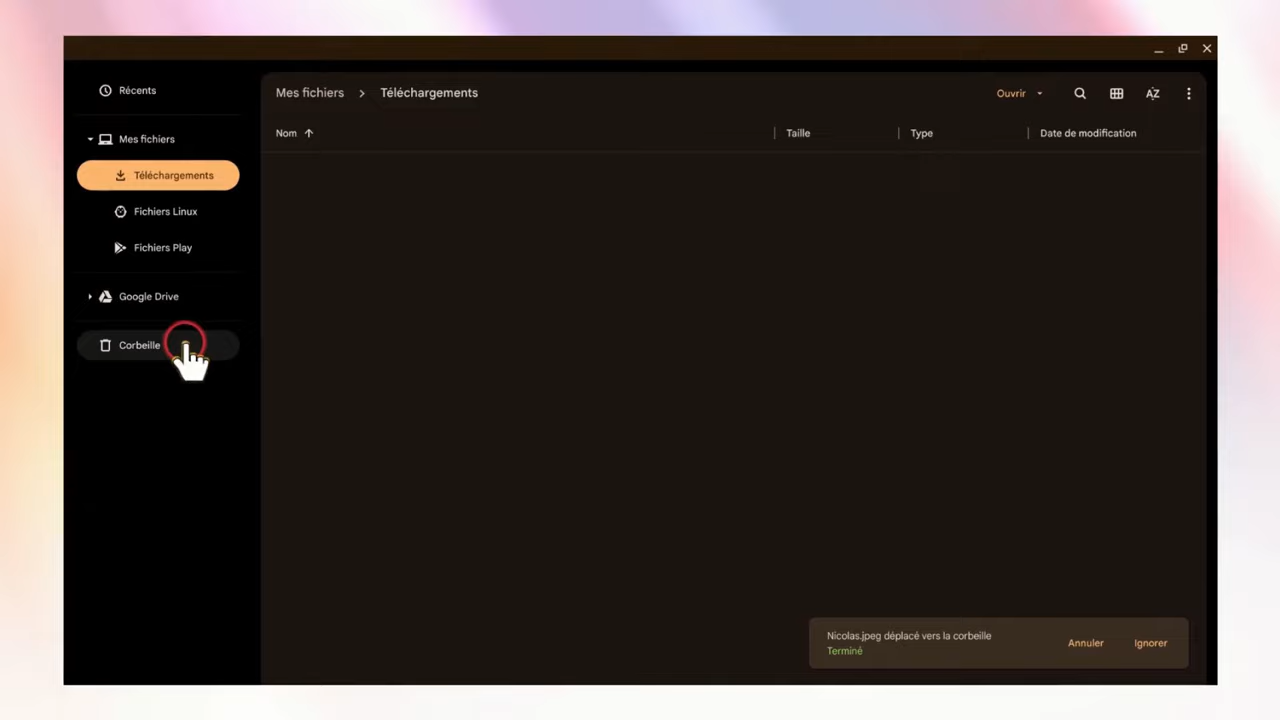 Récents
Mes fichiers
Téléchargements
Fichiers Linux
Fichiers Play
Google Drive
Corbeille
Mes fichiers > Téléchargements
Ouvrir
AZ
Nom
Taille
Type
Date de modification
Nicolas.jpeg déplacé vers la corbeille
Terminé
Annuler
Ignorer